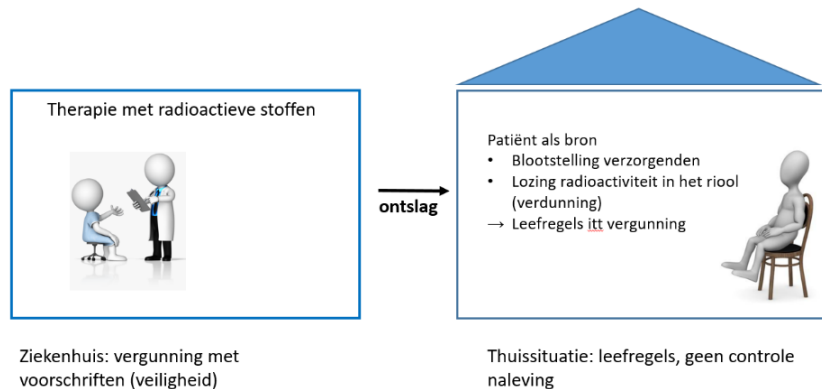 Therapie met radioactieve stoffen
ontslag
Patiënt als bron
• Blootstelling verzorgenden
• Lozing radioactiviteit in het riool
(verdunning)
→ Leefregels itt vergunning
Ziekenhuis: vergunning met
voorschriften (veiligheid)
Thuissituatie: leefregels, geen controle
naleving